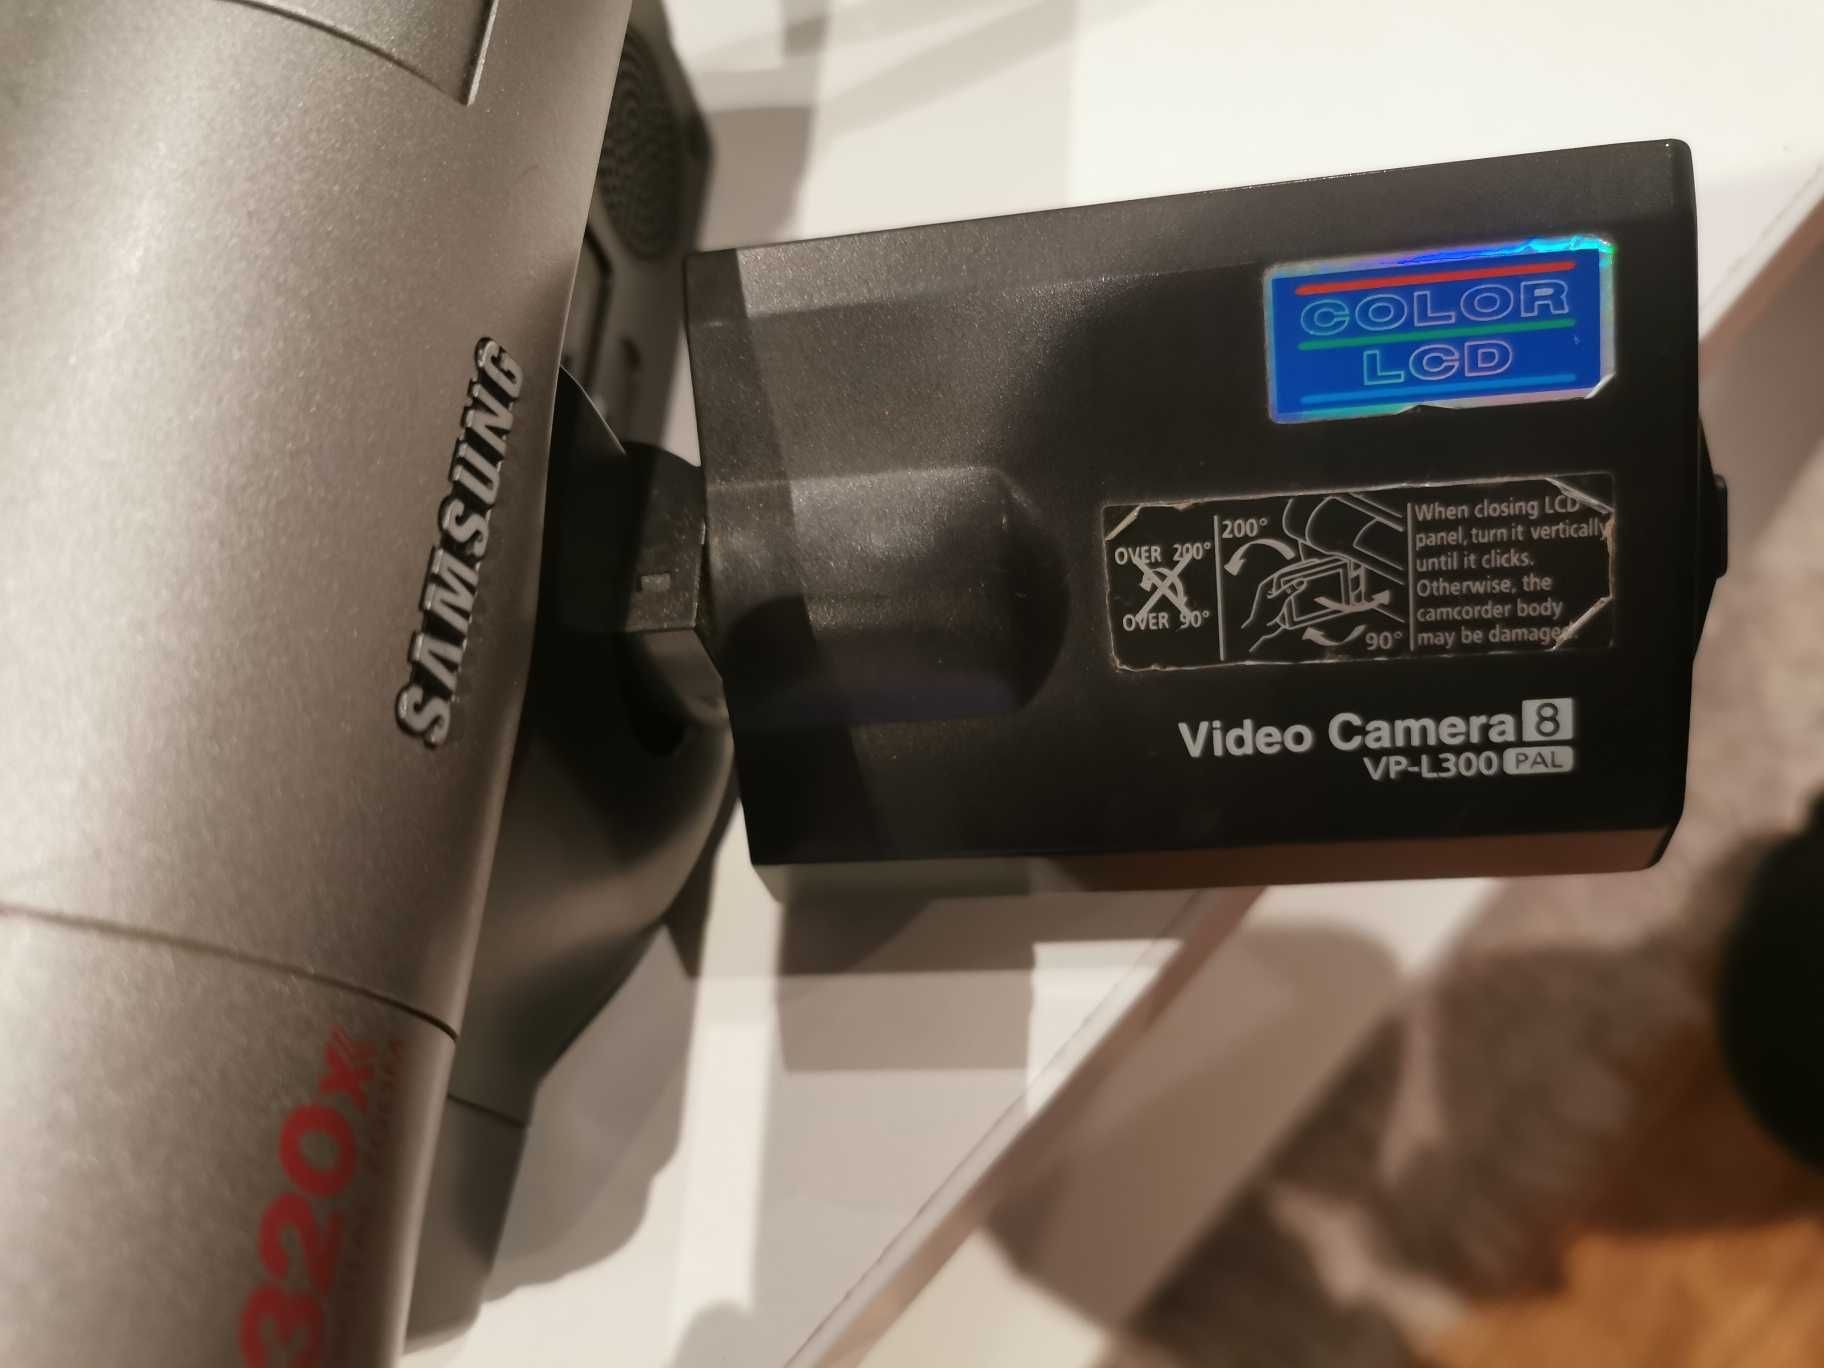 SAMSUNG
320x
COLOR
LCD
OVER 200°
OVER 90°
200°
90°
When closing LCD
panel, turn it vertically
until it clicks.
Otherwise, the
camcorder body
may be damaged.
Video Camera 8
VP-L300 PAL